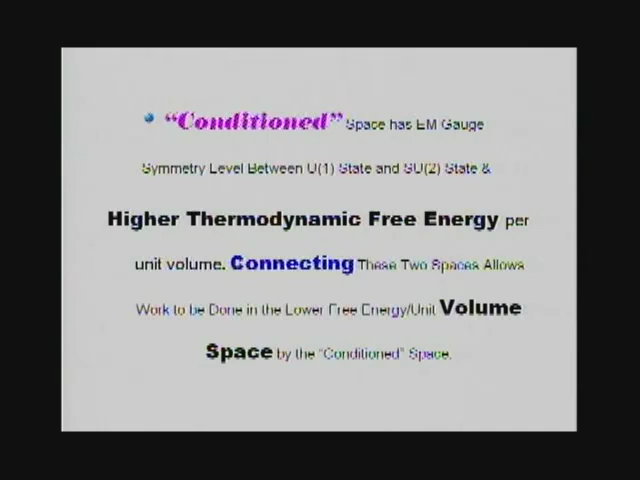 “Conditioned” Space has EM Gauge
Symmetry Level Between U(1) State and SU(2) State &
Higher Thermodynamic Free Energy per
unit volume. Connecting These Two Spaces Allows
Work to be Done in the Lower Free Energy/Unit Volume
Space by the “Conditioned” Space.